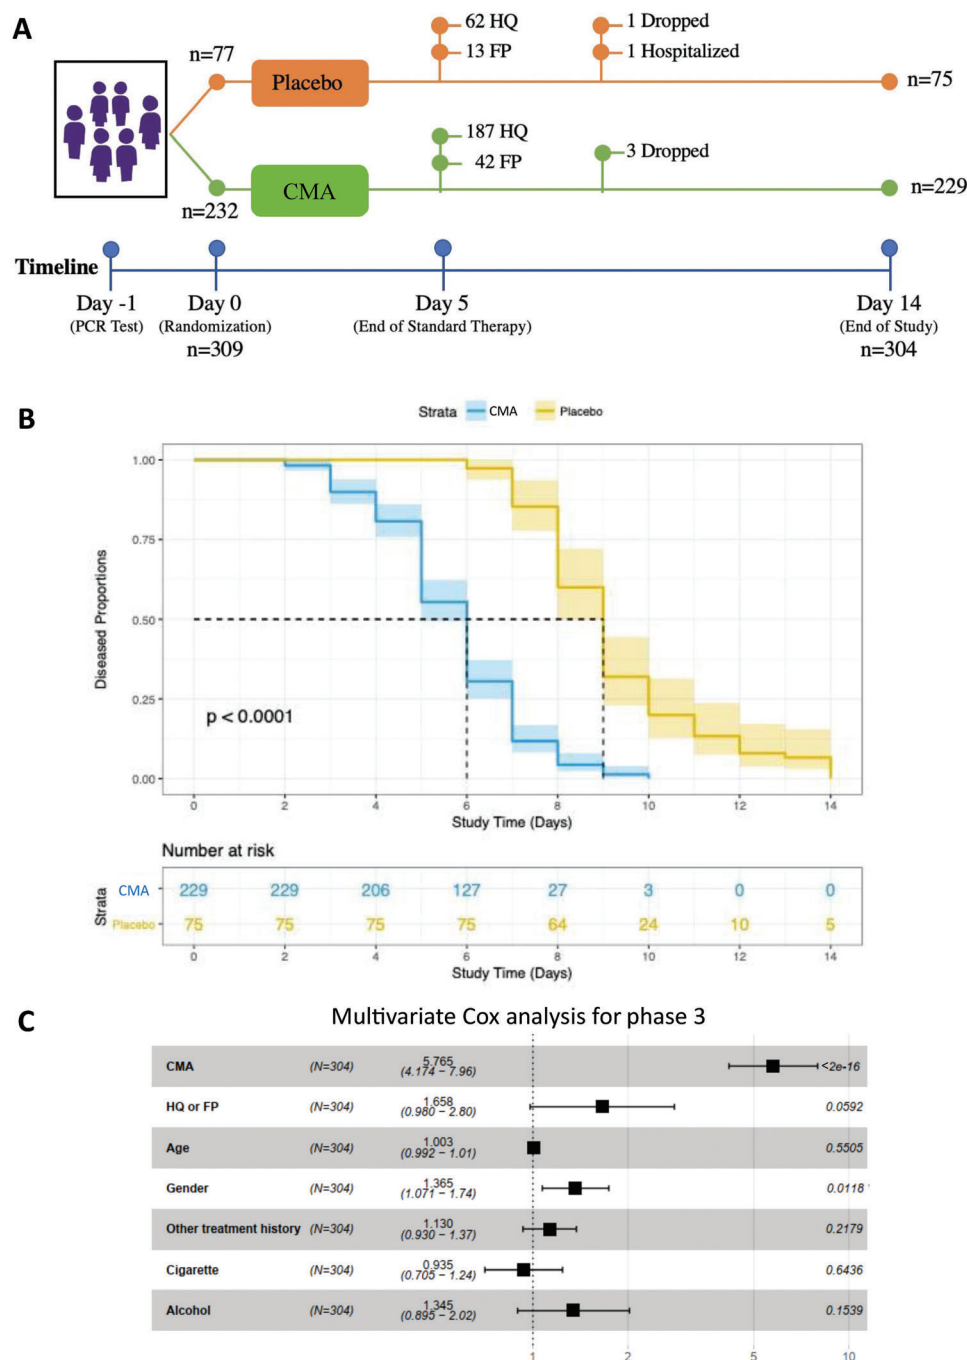 A
n=77
Placebo
62 HQ
13 FP
1 Dropped
1 Hospitalized
n=75
n=232
CMA
187 HQ
42 FP
3 Dropped
n=229
Timeline
Day -1
(PCR Test)
Day 0
(Randomization)
n=309
Day 5
(End of Standard Therapy)
Day 14
(End of Study)
n=304
B
Strata CMA Placebo
Diseased Proportions
1.00
0.75
0.50
0.25
0.00
p < 0.0001
0 2 4 6 8 10 12 14
Study Time (Days)
Number at risk
Strata
CMA 229 229 206 127 27 3 0 0
Placebo 75 75 75 75 64 24 10 5
0 2 4 6 8 10 12 14
Study Time (Days)
C
Multivariate Cox analysis for phase 3
CMA (N=304) 5.765 (4.174 – 7.96) <2e-16
HQ or FP (N=304) 1.658 (0.980 – 2.80) 0.0592
Age (N=304) 1.003 (0.992 – 1.01) 0.5505
Gender (N=304) 1.365 (1.071 – 1.74) 0.0118 *
Other treatment history (N=304) 1.130 (0.930 – 1.37) 0.2179
Cigarette (N=304) 0.935 (0.705 – 1.24) 0.6436
Alcohol (N=304) 1.345 (0.895 – 2.02) 0.1539
1 2 5 10